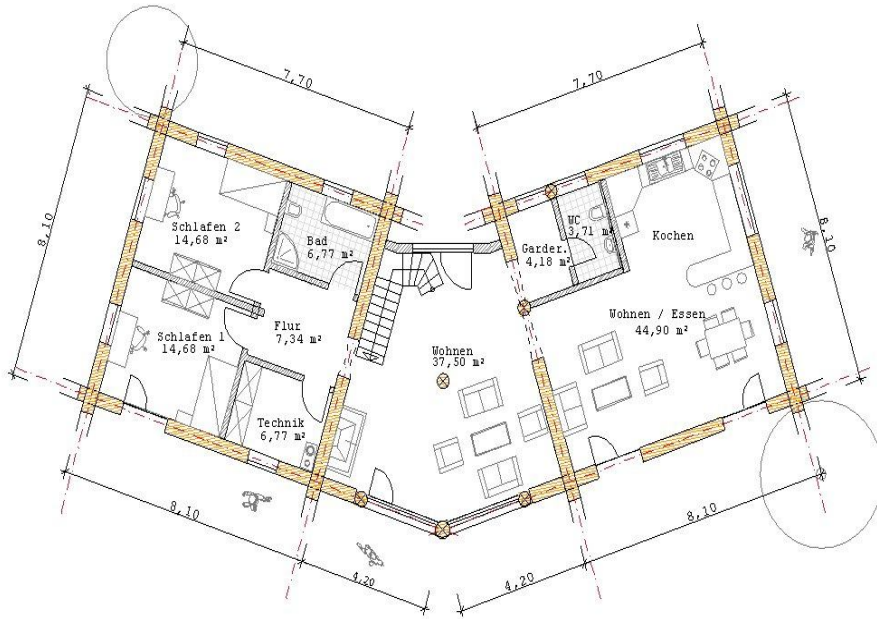 7,70
7,70
8,10
8,10
Schlafen 2
14,68 m²
Bad
6,77 m²
WC
3,71 m²
Garder.
4,18 m²
Kochen
Schlafen 1
14,68 m²
Flur
7,34 m²
Wohnen
37,50 m²
Wohnen / Essen
44,90 m²
Technik
6,77 m²
8,10
4,20
4,20
8,10